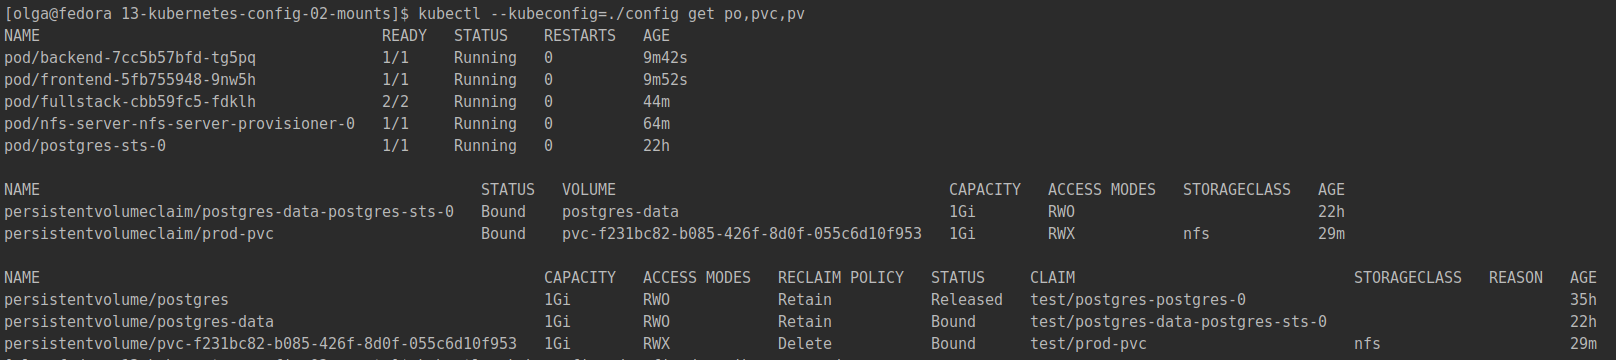 [olga@fedora 13-kubernetes-config-02-mounts]$ kubectl --kubeconfig=./config get po,pvc,pv
NAME READY STATUS RESTARTS AGE
pod/backend-7cc5b57bfd-tg5pq 1/1 Running 0 9m42s
pod/frontend-5fb755948-9nw5h 1/1 Running 0 9m52s
pod/fullstack-cbb59fc5-fdklh 2/2 Running 0 44m
pod/nfs-server-nfs-server-provisioner-0 1/1 Running 0 64m
pod/postgres-sts-0 1/1 Running 0 22h
NAME STATUS VOLUME CAPACITY ACCESS MODES STORAGECLASS AGE
persistentvolumeclaim/postgres-data-postgres-sts-0 Bound postgres-data 1Gi RWO 22h
persistentvolumeclaim/prod-pvc Bound pvc-f231bc82-b085-426f-8d0f-055c6d10f953 1Gi RWX nfs 29m
NAME CAPACITY ACCESS MODES RECLAIM POLICY STATUS CLAIM STORAGECLASS REASON AGE
persistentvolume/postgres 1Gi RWO Retain Released test/postgres-postgres-0 35h
persistentvolume/postgres-data 1Gi RWO Retain Bound test/postgres-data-postgres-sts-0 22h
persistentvolume/pvc-f231bc82-b085-426f-8d0f-055c6d10f953 1Gi RWX Delete Bound test/prod-pvc nfs 29m